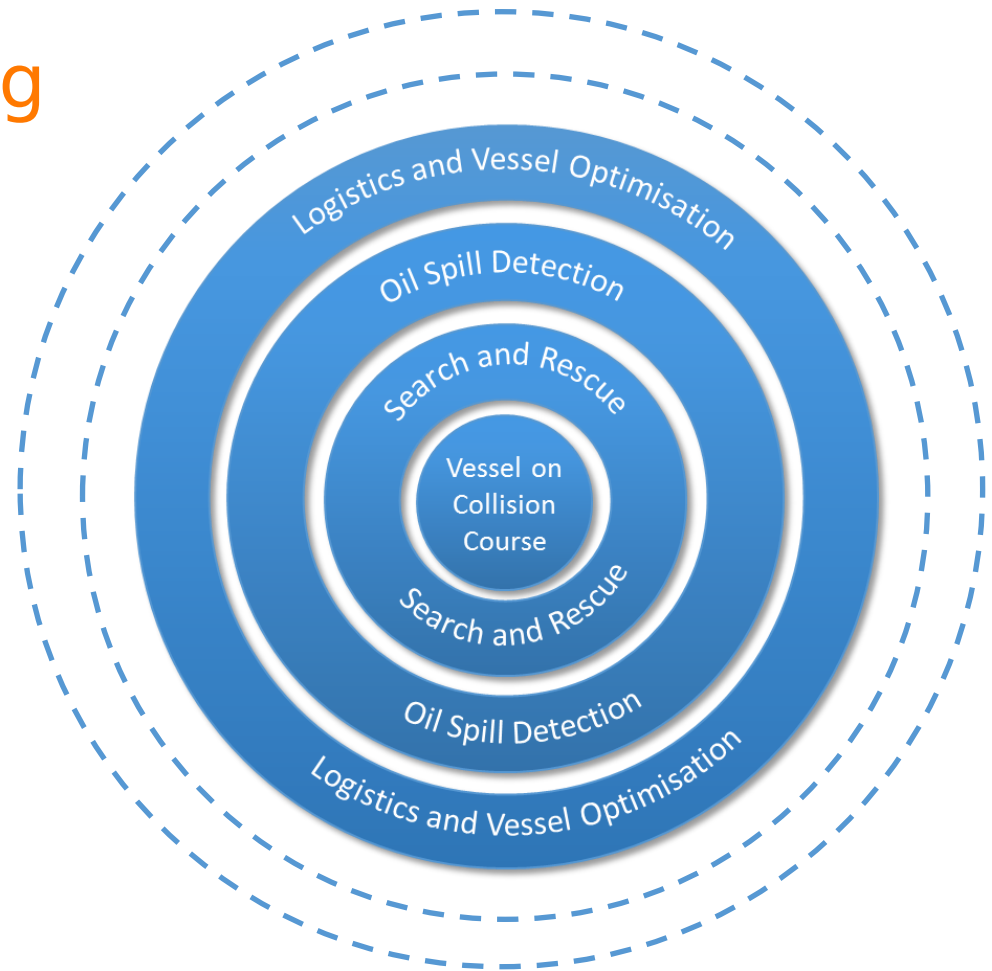 g
Logistics and Vessel Optimisation
Oil Spill Detection
Search and Rescue
Vessel on
Collision
Course
Search and Rescue
Oil Spill Detection
Logistics and Vessel Optimisation